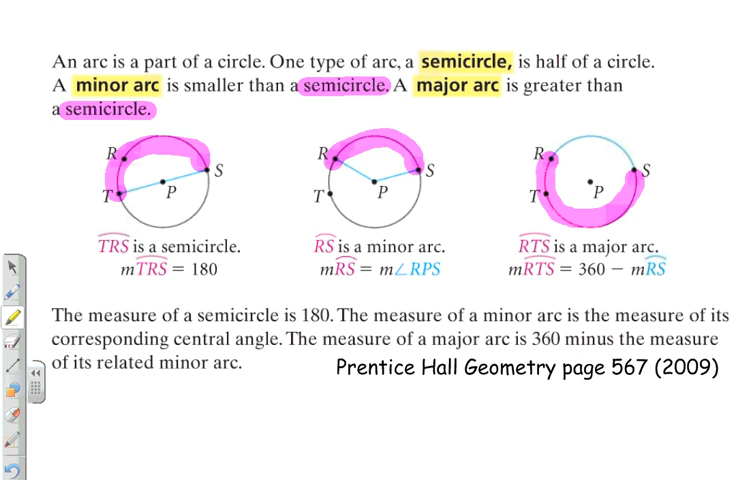 An arc is a part of a circle. One type of arc, a semicircle, is half of a circle.
A minor arc is smaller than a semicircle. A major arc is greater than
a semicircle.
R
S
T
P
R
S
T
P
R
S
T
P
TRS is a semicircle.
mTRS = 180
RS is a minor arc.
mRS = m∠RPS
RTS is a major arc.
mRTS = 360 − mRS
The measure of a semicircle is 180. The measure of a minor arc is the measure of its
corresponding central angle. The measure of a major arc is 360 minus the measure
of its related minor arc.
Prentice Hall Geometry page 567 (2009)